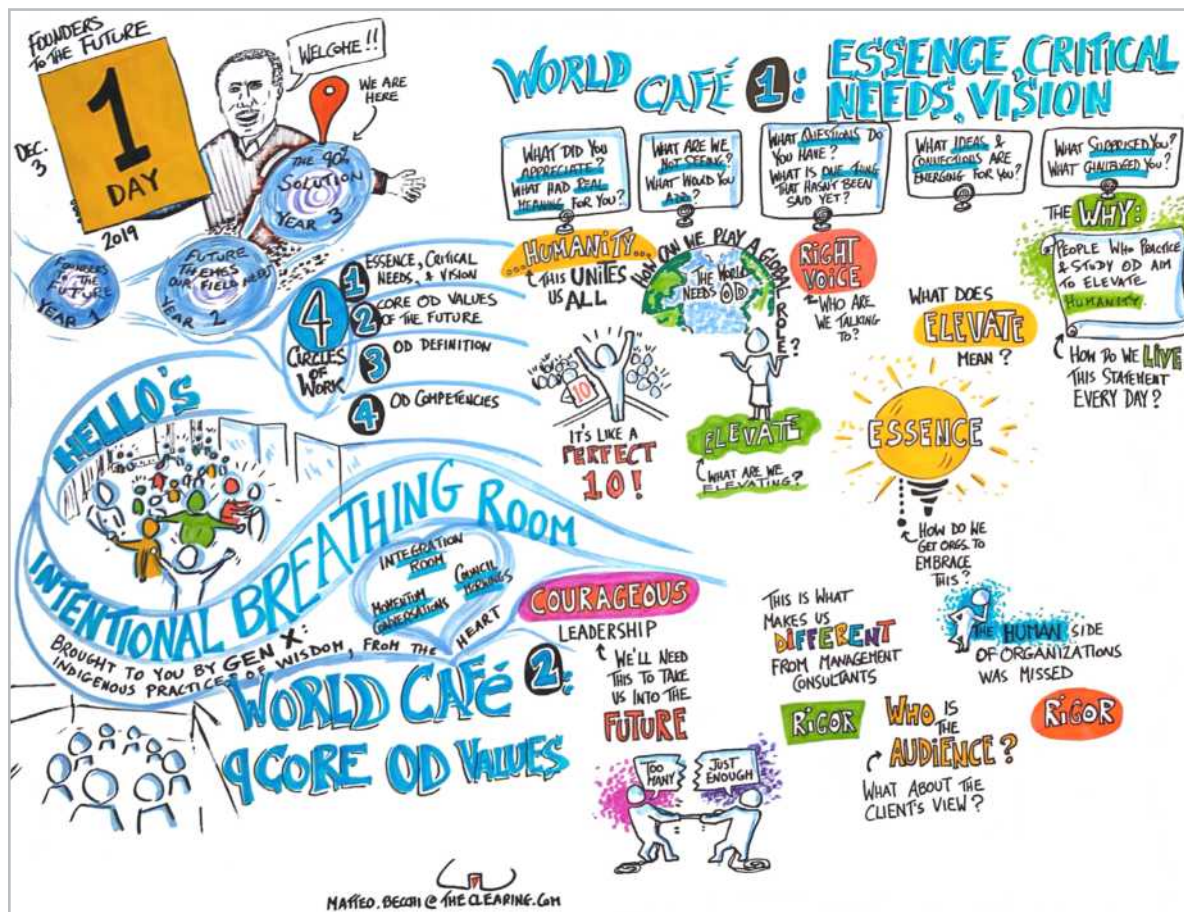 FOUNDERS
TO THE FUTURE
DEC.
3
1
DAY
2019
WELCOME!!
WE ARE
HERE
THE 90%
SOLUTION
YEAR 3
FUTURE
THEMES
OUR FIELD NEEDS
YEAR 2
FOUNDERS
THE
FUTURE
YEAR 1
4
CIRCLES
OF
WORK
1 ESSENCE, CRITICAL
NEEDS, & VISION
2 CORE OD VALUES
OF THE FUTURE
3 OD DEFINITION
4 OD COMPETENCIES
WORLD CAFé 1:
ESSENCE, CRITICAL
NEEDS, VISION
WHAT DID YOU
APPRECIATE?
WHAT HAD REAL
MEANING FOR YOU?
WHAT ARE WE
NOT SEEING?
WHAT WOULD YOU
ADD?
WHAT QUESTIONS DO
YOU HAVE?
WHAT IS ONE THING
THAT HASN'T BEEN
SAID YET?
WHAT IDEAS &
CONNECTIONS ARE
EMERGING FOR YOU?
WHAT SURPRISED YOU?
WHAT CHALLENGED YOU?
HUMANITY...
THIS UNITES
US ALL
HOW CAN WE PLAY A GLOBAL ROLE?
THE WORLD
NEEDS OD
RIGHT
VOICE
WHO ARE
WE TALKING
TO?
THE WHY:
PEOPLE WHO PRACTICE
& STUDY OD AIM
TO ELEVATE
HUMANITY
HOW DO WE LIVE
THIS STATEMENT
EVERY DAY?
WHAT DOES
ELEVATE
MEAN?
10
IT'S LIKE A
PERFECT
10!
ELEVATE
WHAT ARE WE
ELEVATING?
ESSENCE
HOW DO WE
GET ORGS. TO
EMBRACE
THIS?
HELLO'S
INTENTIONAL BREATHING ROOM
INTEGRATION
ROOM
MOMENTUM
CONVERSATIONS
COUNCIL
MORNINGS
BROUGHT TO YOU BY GEN X:
INDIGENOUS PRACTICES OF WISDOM, FROM THE HEART
WORLD CAFé 2:
9 CORE OD VALUES
COURAGEOUS
LEADERSHIP
WE'LL NEED
THIS TO TAKE
US INTO THE
FUTURE
TOO
MANY
JUST
ENOUGH
THIS IS WHAT
MAKES US
DIFFERENT
FROM MANAGEMENT
CONSULTANTS
THE HUMAN SIDE
OF ORGANIZATIONS
WAS MISSED
RIGOR
WHO IS
THE
AUDIENCE?
WHAT ABOUT THE
CLIENT'S VIEW?
RIGOR
MATTEO.BECCHI@THECLEARING.COM